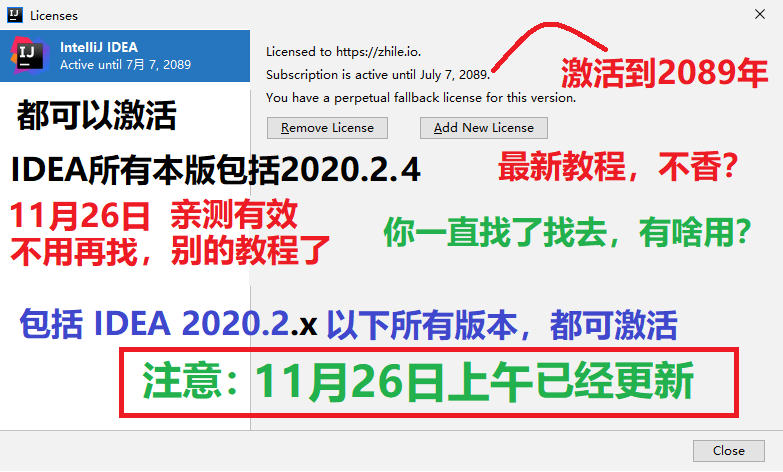 Licenses
IntelliJ IDEA
Active until 7月 7, 2089
Licensed to https://zhile.io.
Subscription is active until July 7, 2089.
激活到2089年
You have a perpetual fallback license for this version.
Remove License
Add New License
都可以激活
IDEA所有本版包括2020.2.4
最新教程，不香？
11月26日 亲测有效
不用再找，别的教程了
你一直找了找去，有啥用？
包括 IDEA 2020.2.x 以下所有版本，都可激活
注意：11月26日上午已经更新
Close